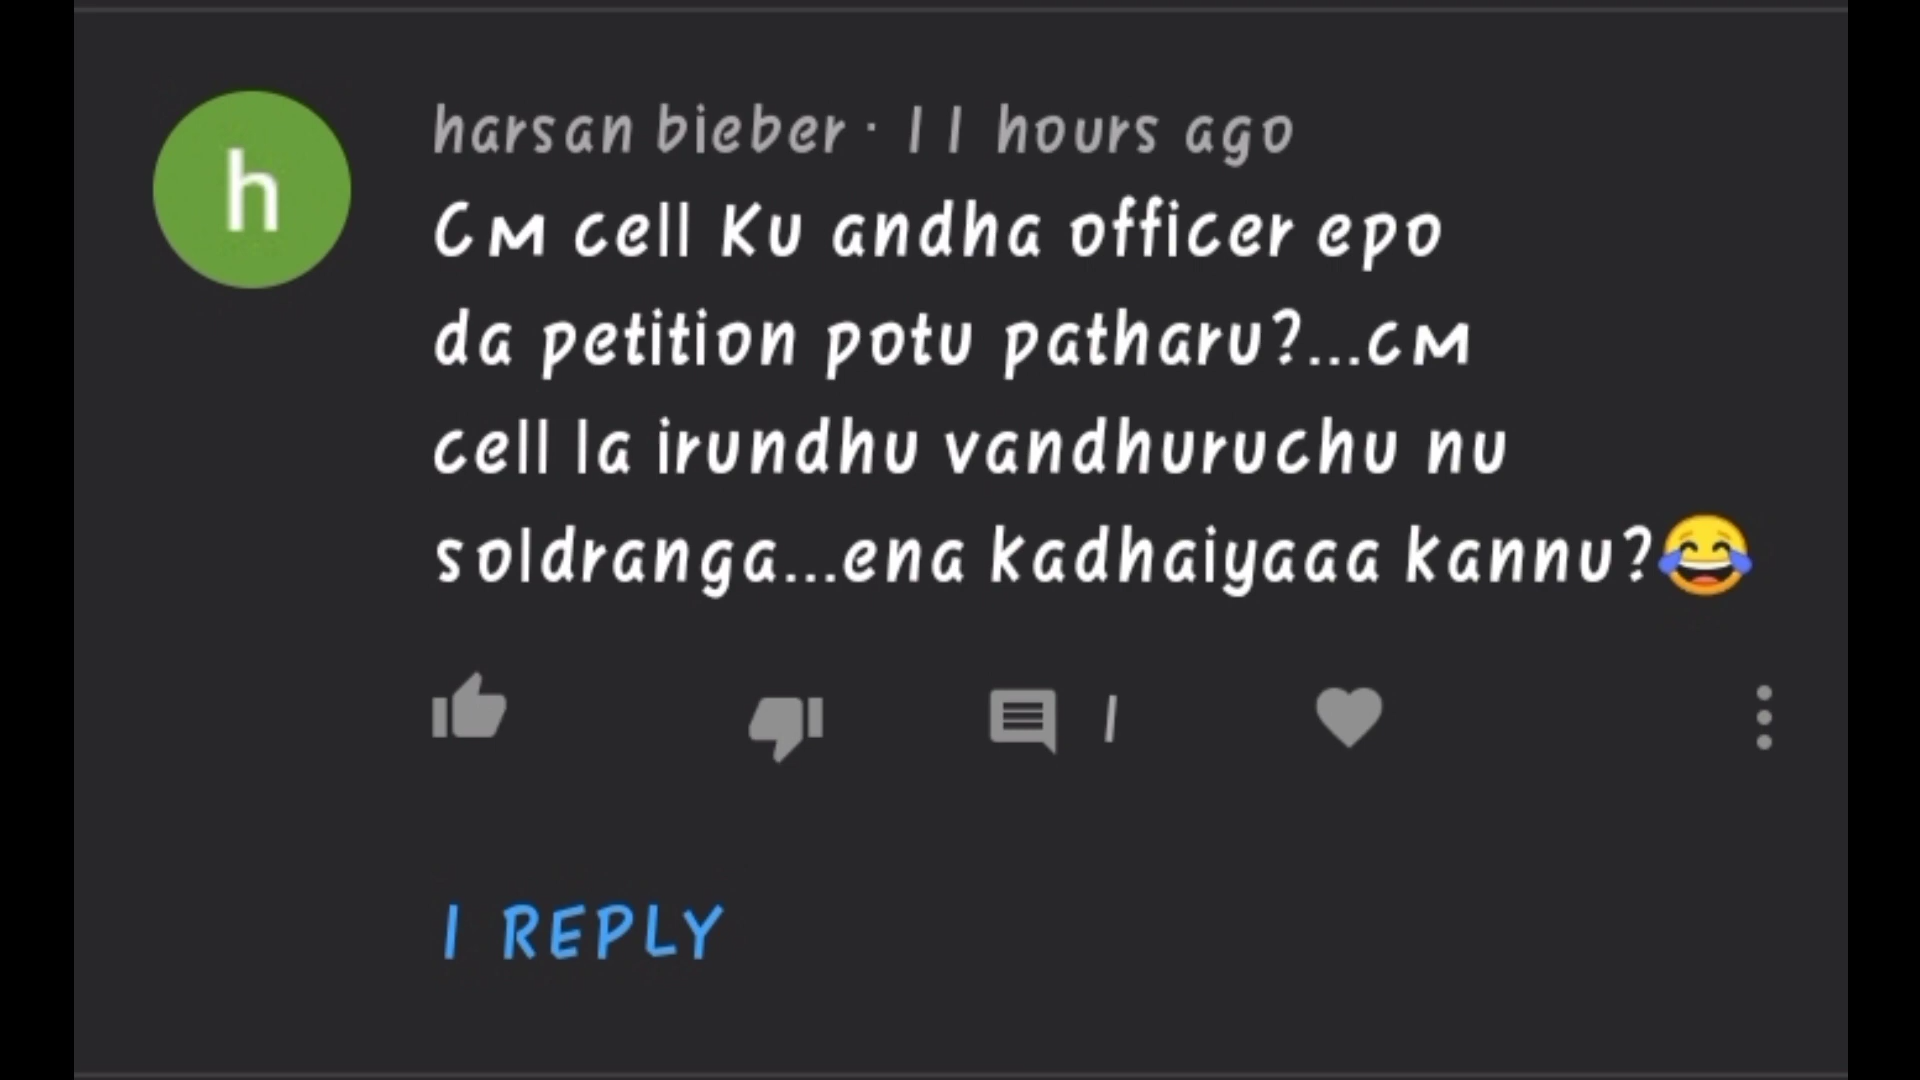 h
harsan bieber · 11 hours ago
CM cell Ku andha officer epo
da petition potu patharu?...CM
cell la irundhu vandhuruchu nu
soldranga...ena kadhaiyaaa kannu?😂
1
1 REPLY